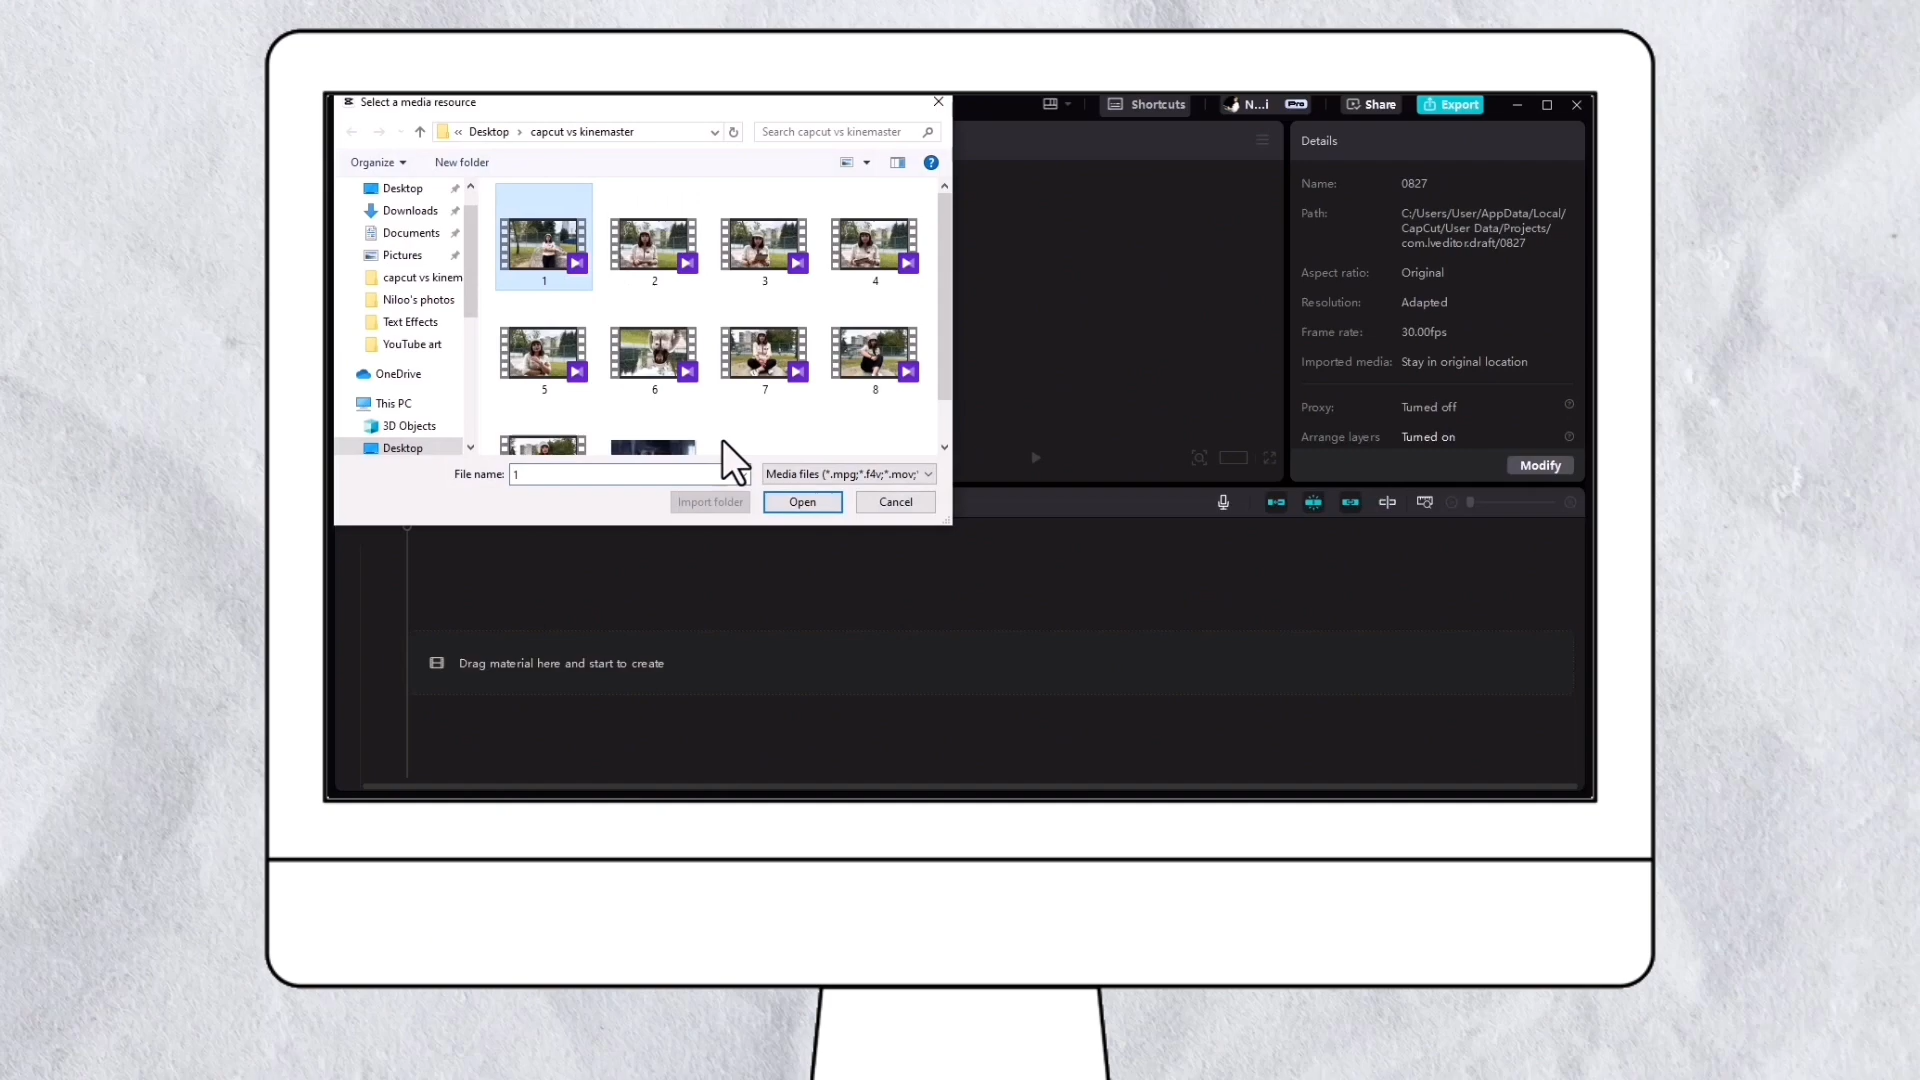 Select a media resource
Shortcuts
N...i
Pro
Share
Export
« Desktop › capcut vs kinemaster
Search capcut vs kinemaster
Organize
New folder
Desktop
Downloads
Documents
Pictures
capcut vs kinem
Niloo's photos
Text Effects
YouTube art
OneDrive
This PC
3D Objects
Desktop
1
2
3
4
5
6
7
8
File name:
1
Media files (*.mpg;*.f4v;*.mov;*
Import folder
Open
Cancel
Details
Name:
0827
Path:
C:/Users/User/AppData/Local/
CapCut/User Data/Projects/
com.lveditor.draft/0827
Aspect ratio:
Original
Resolution:
Adapted
Frame rate:
30.00fps
Imported media:
Stay in original location
Proxy:
Turned off
Arrange layers
Turned on
Modify
Drag material here and start to create